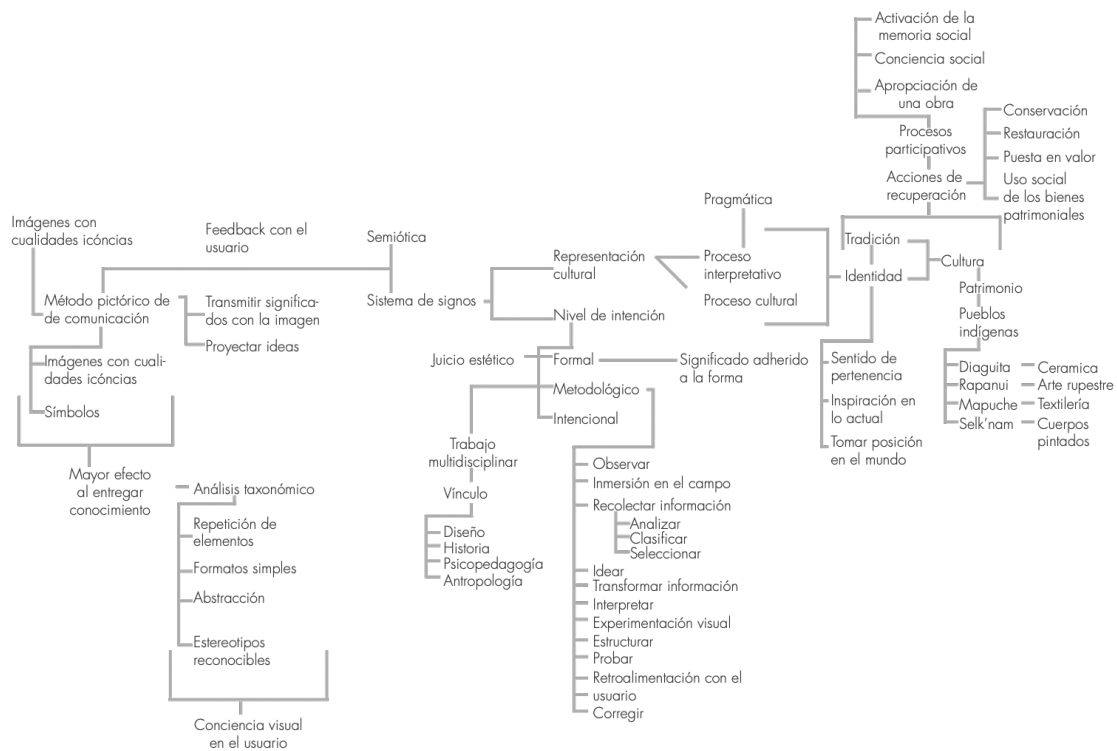 Activación de la
memoria social
Conciencia social
Apropciación de
una obra
Procesos
participativos
Acciones de
recuperación
Conservación
Restauración
Puesta en valor
Uso social
de los bienes
patrimoniales
Imágenes con
cualidades icóncias
Feedback con el
usuario
Semiótica
Sistema de signos
Método pictórico de
de comunicación
Transmitir significa-
dos con la imagen
Proyectar ideas
Imágenes con cuali-
dades icóncias
Símbolos
Mayor efecto
al entregar
conocimiento
Análisis taxonómico
Repetición de
elementos
Formatos simples
Abstracción
Estereotipos
reconocibles
Conciencia visual
en el usuario
Representación
cultural
Nivel de intención
Pragmática
Proceso
interpretativo
Proceso cultural
Juicio estético
Formal
Significado adherido
a la forma
Metodológico
Intencional
Trabajo
multidisciplinar
Vínculo
Diseño
Historia
Psicopedagogía
Antropología
Observar
Inmersión en el campo
Recolectar información
Analizar
Clasificar
Seleccionar
Idear
Transformar información
Interpretar
Experimentación visual
Estructurar
Probar
Retroalimentación con el
usuario
Corregir
Tradición
Identidad
Cultura
Patrimonio
Pueblos
indígenas
Sentido de
pertenencia
Inspiración en
lo actual
Tomar posición
en el mundo
Diaguita
Ceramica
Rapanui
Arte rupestre
Mapuche
Textilería
Selk'nam
Cuerpos
pintados